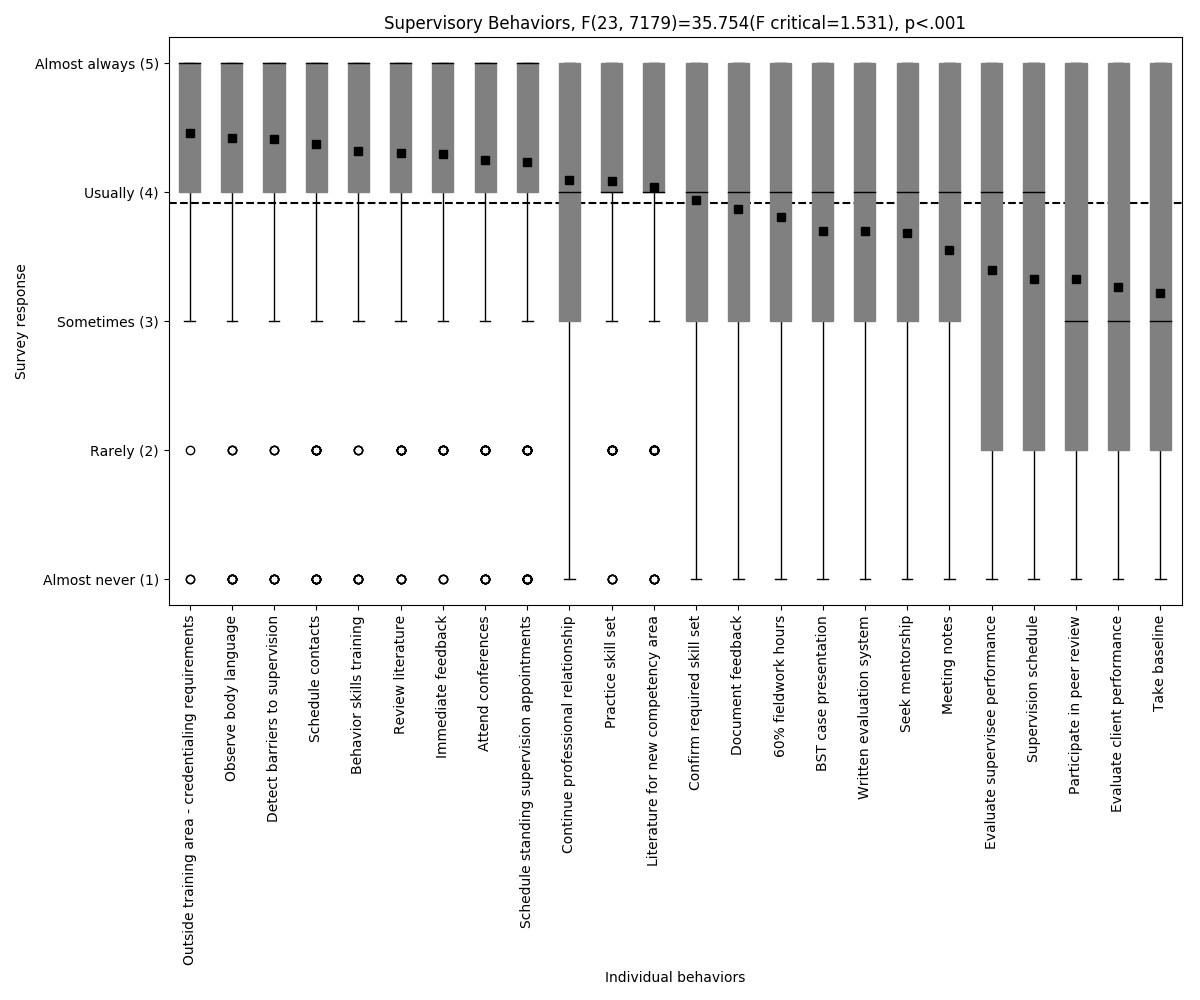 Supervisory Behaviors, F(23, 7179)=35.754(F critical=1.531), p<.001
Survey response
Almost always (5)
Usually (4)
Sometimes (3)
Rarely (2)
Almost never (1)
Outside training area - credentialing requirements
Observe body language
Detect barriers to supervision
Schedule contacts
Behavior skills training
Review literature
Immediate feedback
Attend conferences
Schedule standing supervision appointments
Continue professional relationship
Practice skill set
Literature for new competency area
Confirm required skill set
Document feedback
60% fieldwork hours
BST case presentation
Written evaluation system
Seek mentorship
Meeting notes
Evaluate supervisee performance
Supervision schedule
Participate in peer review
Evaluate client performance
Take baseline
Individual behaviors